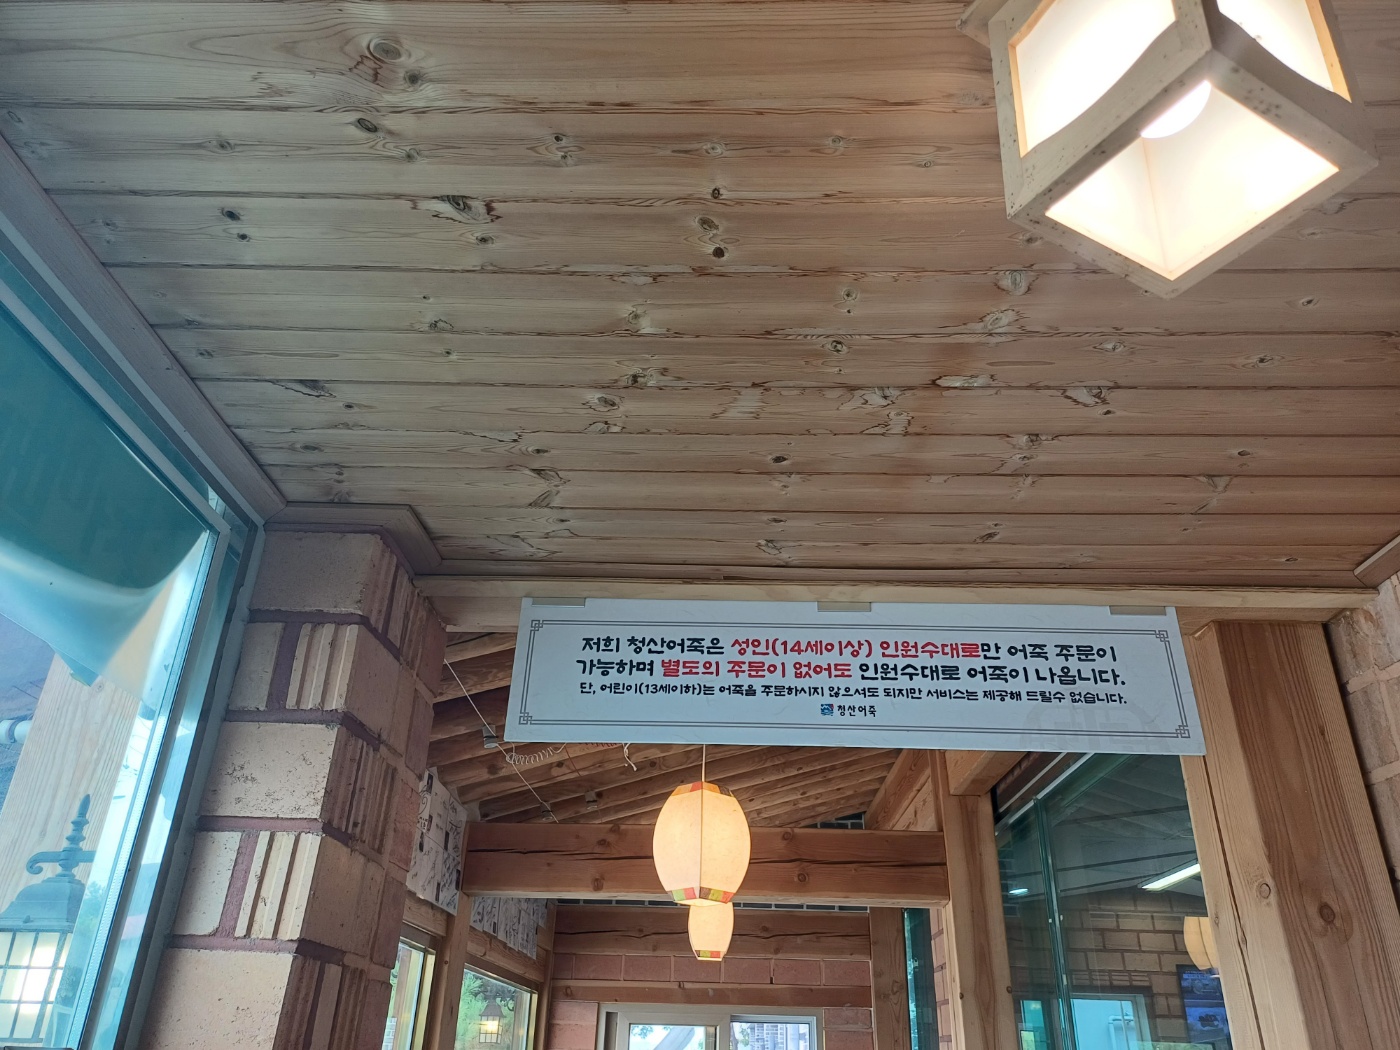 저희 청산어죽은 성인(14세이상) 인원수대로만 어죽 주문이
가능하며 별도의 주문이 없어도 인원수대로 어죽이 나옵니다.
단, 어린이(13세이하)는 어죽을 주문하시지 않으셔도 되지만 서비스는 제공해 드릴수 없습니다.
청산어죽